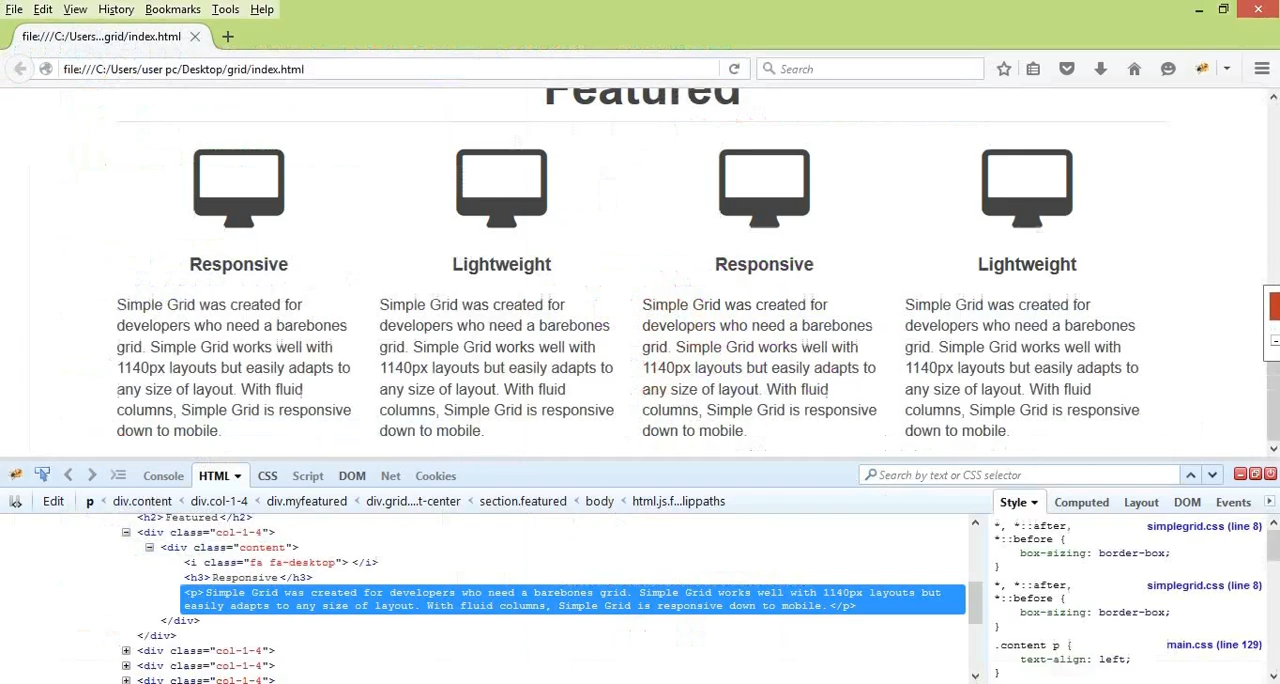 File Edit View History Bookmarks Tools Help
file:///C:/Users...grid/index.html
file:///C:/Users/user pc/Desktop/grid/index.html
Search
Featured
Responsive
Simple Grid was created for
developers who need a barebones
grid. Simple Grid works well with
1140px layouts but easily adapts to
any size of layout. With fluid
columns, Simple Grid is responsive
down to mobile.
Lightweight
Simple Grid was created for
developers who need a barebones
grid. Simple Grid works well with
1140px layouts but easily adapts to
any size of layout. With fluid
columns, Simple Grid is responsive
down to mobile.
Responsive
Simple Grid was created for
developers who need a barebones
grid. Simple Grid works well with
1140px layouts but easily adapts to
any size of layout. With fluid
columns, Simple Grid is responsive
down to mobile.
Lightweight
Simple Grid was created for
developers who need a barebones
grid. Simple Grid works well with
1140px layouts but easily adapts to
any size of layout. With fluid
columns, Simple Grid is responsive
down to mobile.
Console HTML CSS Script DOM Net Cookies
Search by text or CSS selector
Edit p < div.content < div.col-1-4 < div.myfeatured < div.grid....t-center < section.featured < body < html.js.f...lippaths
<h2>Featured</h2>
<div class="col-1-4">
<div class="content">
<i class="fa fa-desktop"></i>
<h3>Responsive</h3>
<p>Simple Grid was created for developers who need a barebones grid. Simple Grid works well with 1140px layouts but
easily adapts to any size of layout. With fluid columns, Simple Grid is responsive down to mobile.</p>
</div>
</div>
<div class="col-1-4">
<div class="col-1-4">
<div class="col-1-4">
Style Computed Layout DOM Events
*, *::after, simplegrid.css (line 8)
*::before {
box-sizing: border-box;
}
*, *::after, simplegrid.css (line 8)
*::before {
box-sizing: border-box;
}
.content p { main.css (line 129)
text-align: left;
}